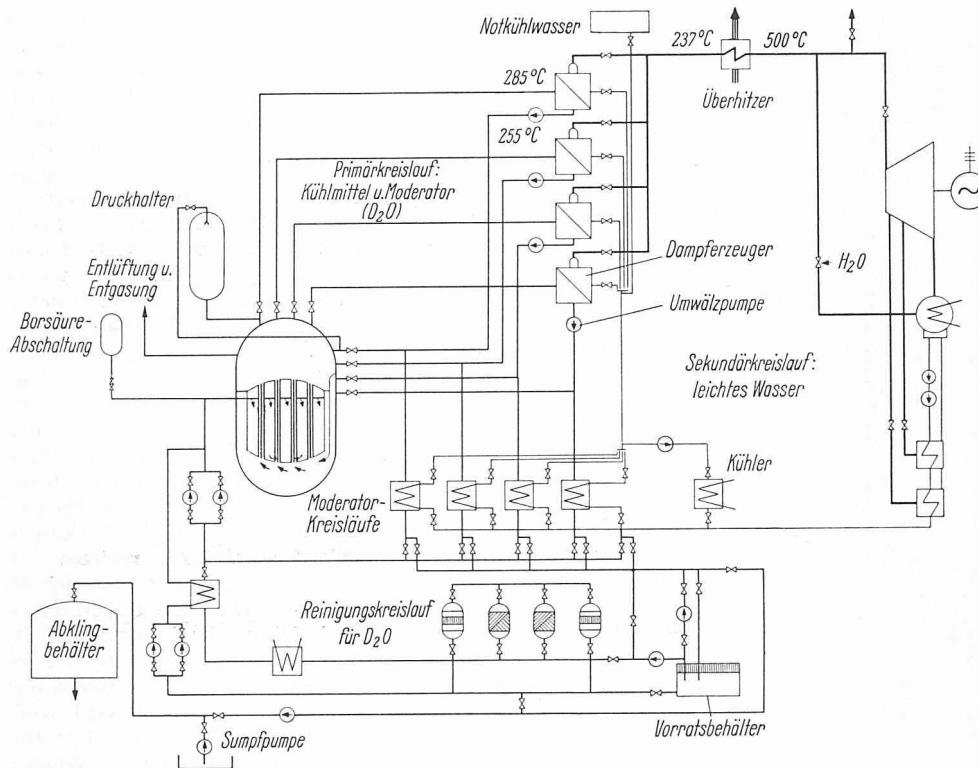 Notkühlwasser
237°C
500°C
285°C
Überhitzer
255°C
Primärkreislauf:
Kühlmittel u. Moderator
(D₂O)
Druckhalter
Entlüftung u.
Entgasung
Dampferzeuger
H₂O
Borsäure-
Abschaltung
Umwälzpumpe
Sekundärkreislauf:
leichtes Wasser
Kühler
Moderator-
Kreisläufe
Reinigungskreislauf
für D₂O
Abkling-
behälter
Vorratsbehälter
Sumpfpumpe